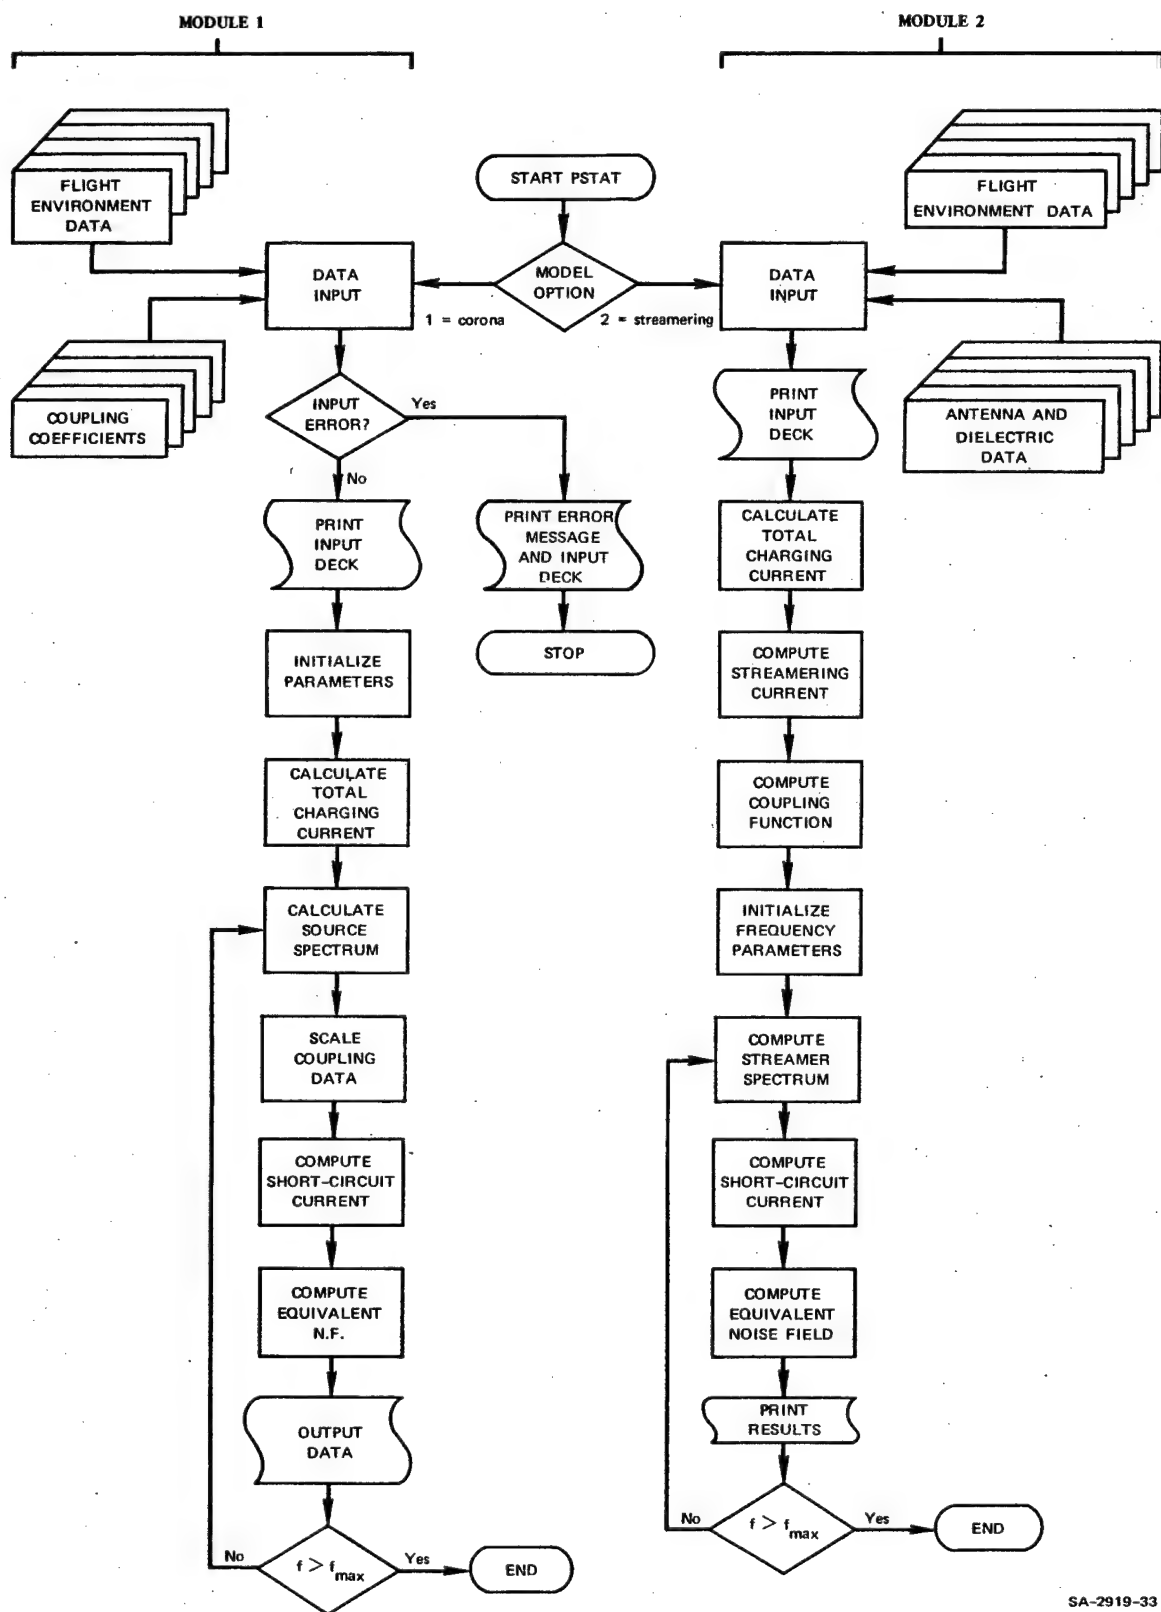 MODULE 1
MODULE 2
FLIGHT
ENVIRONMENT
DATA
START PSTAT
FLIGHT
ENVIRONMENT DATA
DATA
INPUT
MODEL
OPTION
DATA
INPUT
1 = corona
2 = streamering
COUPLING
COEFFICIENTS
INPUT
ERROR?
Yes
No
PRINT
INPUT
DECK
ANTENNA AND
DIELECTRIC
DATA
PRINT
INPUT
DECK
PRINT ERROR
MESSAGE
AND INPUT
DECK
CALCULATE
TOTAL
CHARGING
CURRENT
INITIALIZE
PARAMETERS
STOP
COMPUTE
STREAMERING
CURRENT
CALCULATE
TOTAL
CHARGING
CURRENT
COMPUTE
COUPLING
FUNCTION
CALCULATE
SOURCE
SPECTRUM
INITIALIZE
FREQUENCY
PARAMETERS
SCALE
COUPLING
DATA
COMPUTE
STREAMER
SPECTRUM
COMPUTE
SHORT-CIRCUIT
CURRENT
COMPUTE
SHORT-CIRCUIT
CURRENT
COMPUTE
EQUIVALENT
N.F.
COMPUTE
EQUIVALENT
NOISE FIELD
OUTPUT
DATA
PRINT
RESULTS
No
f > fmax
Yes
END
No
f > fmax
Yes
END
SA-2919-33